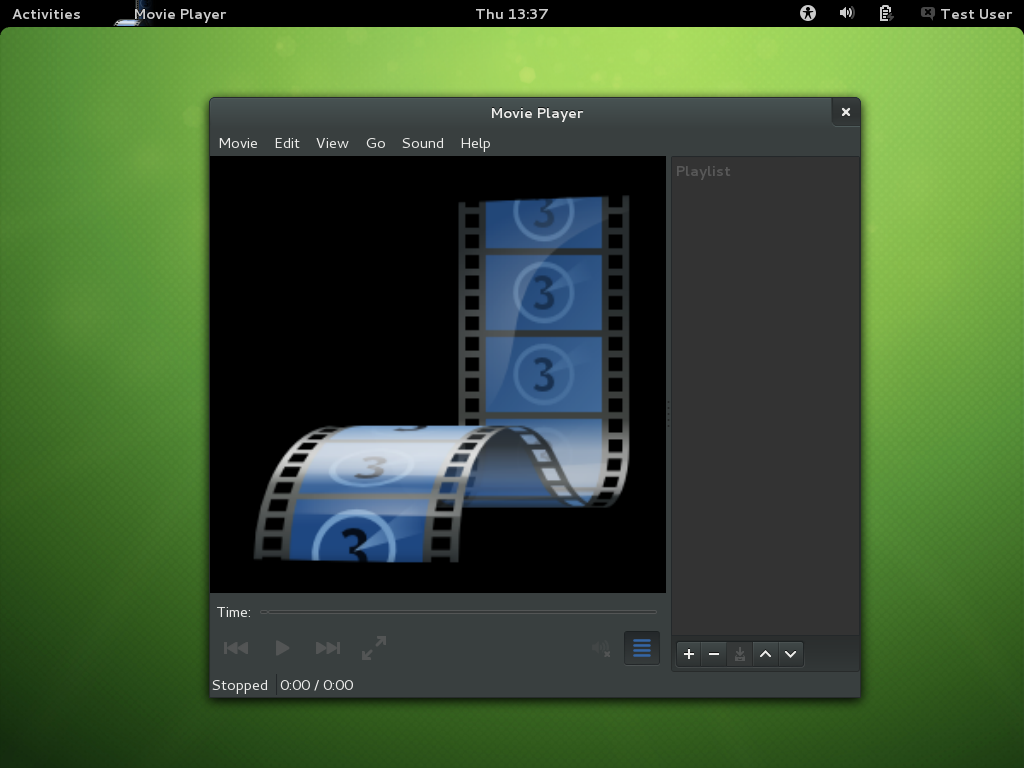 Activities Movie Player Thu 13:37 Test User
Movie Player
Movie Edit View Go Sound Help
Playlist
3
3
3
3
3
Time:
Stopped 0:00 / 0:00